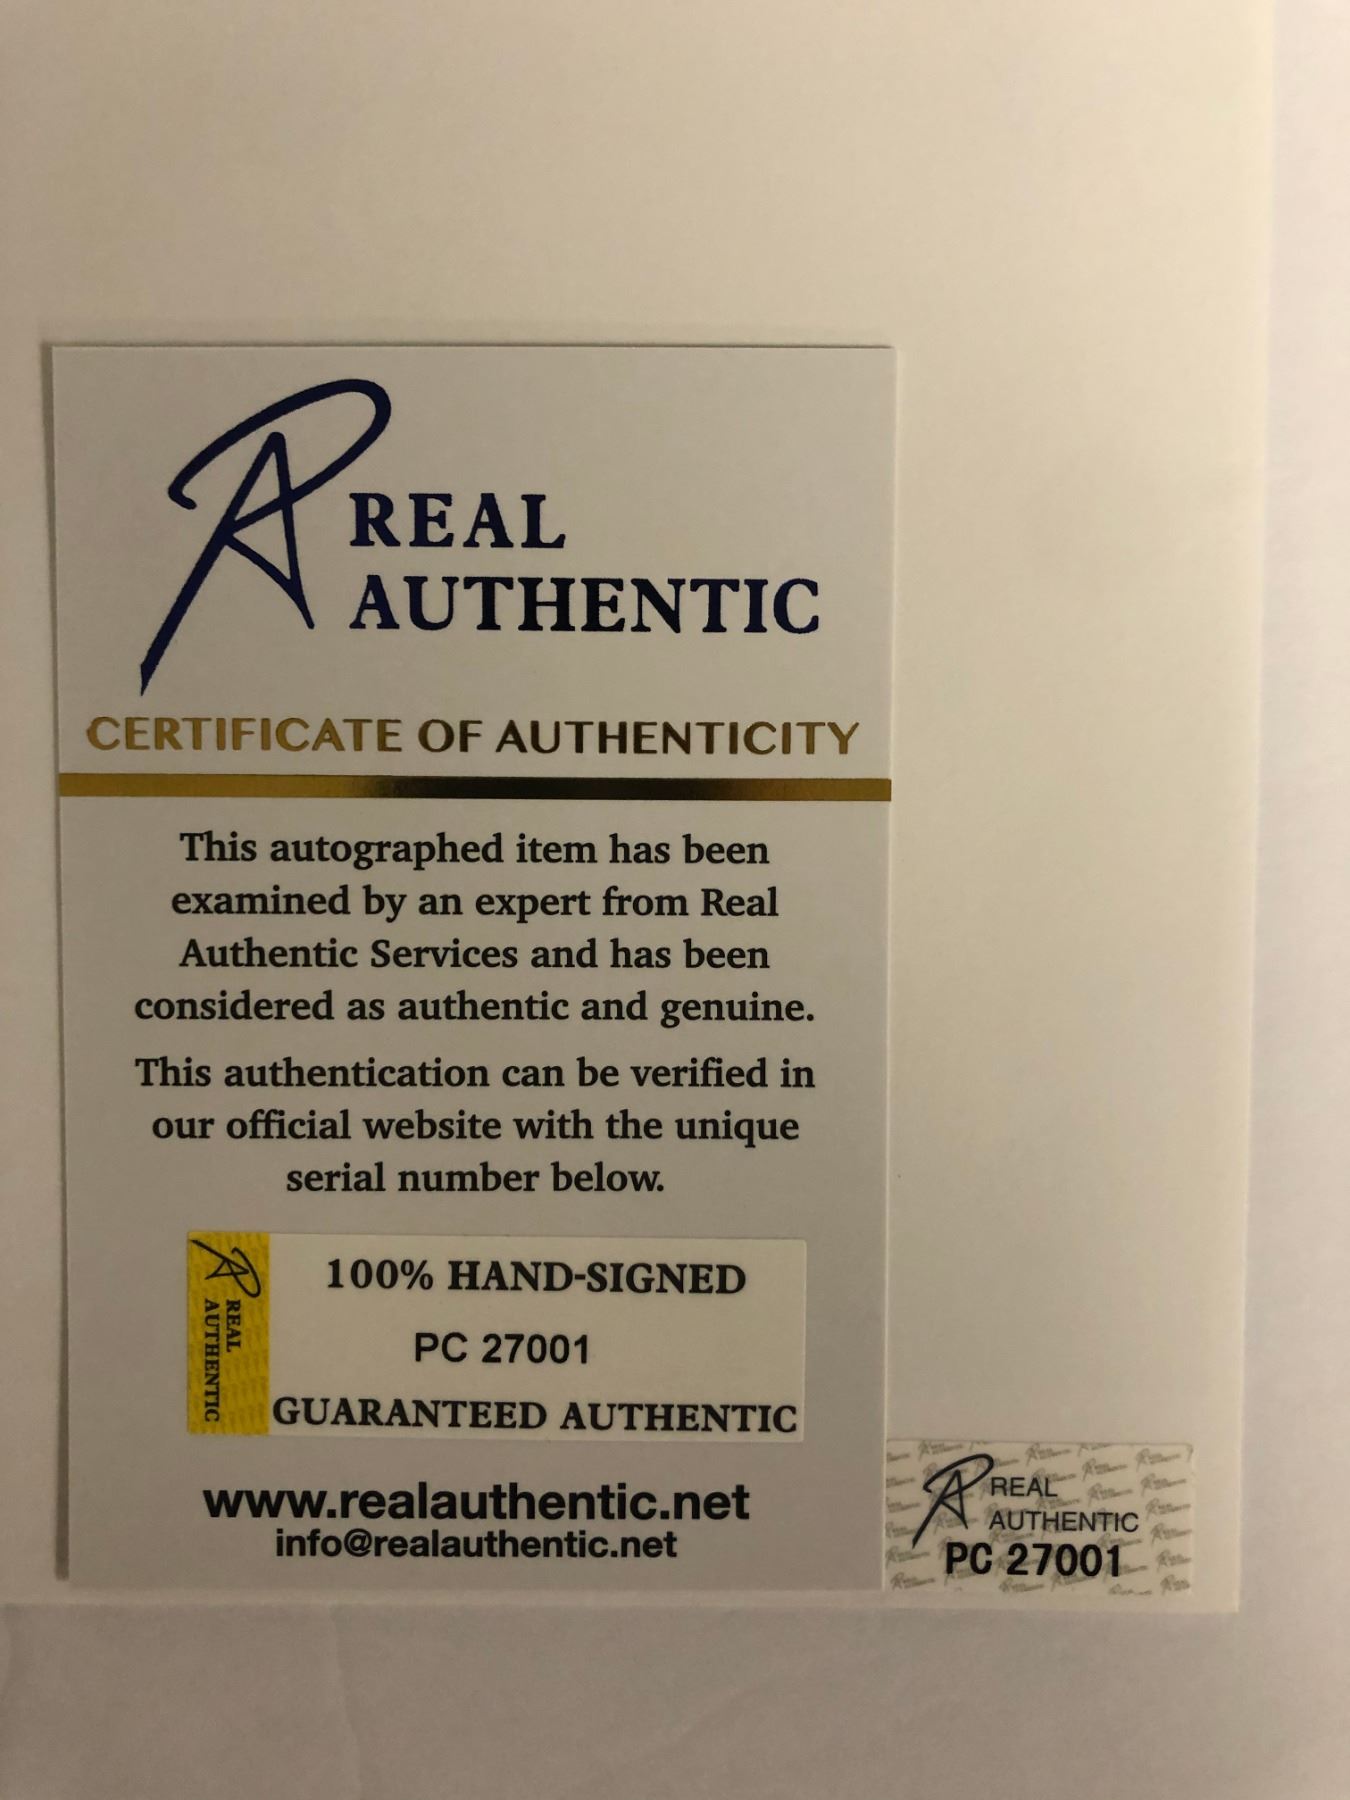 REAL
AUTHENTIC
CERTIFICATE OF AUTHENTICITY
This autographed item has been
examined by an expert from Real
Authentic Services and has been
considered as authentic and genuine.
This authentication can be verified in
our official website with the unique
serial number below.
REAL
AUTHENTIC
100% HAND-SIGNED
PC 27001
GUARANTEED AUTHENTIC
www.realauthentic.net
info@realauthentic.net
REAL
AUTHENTIC
PC 27001